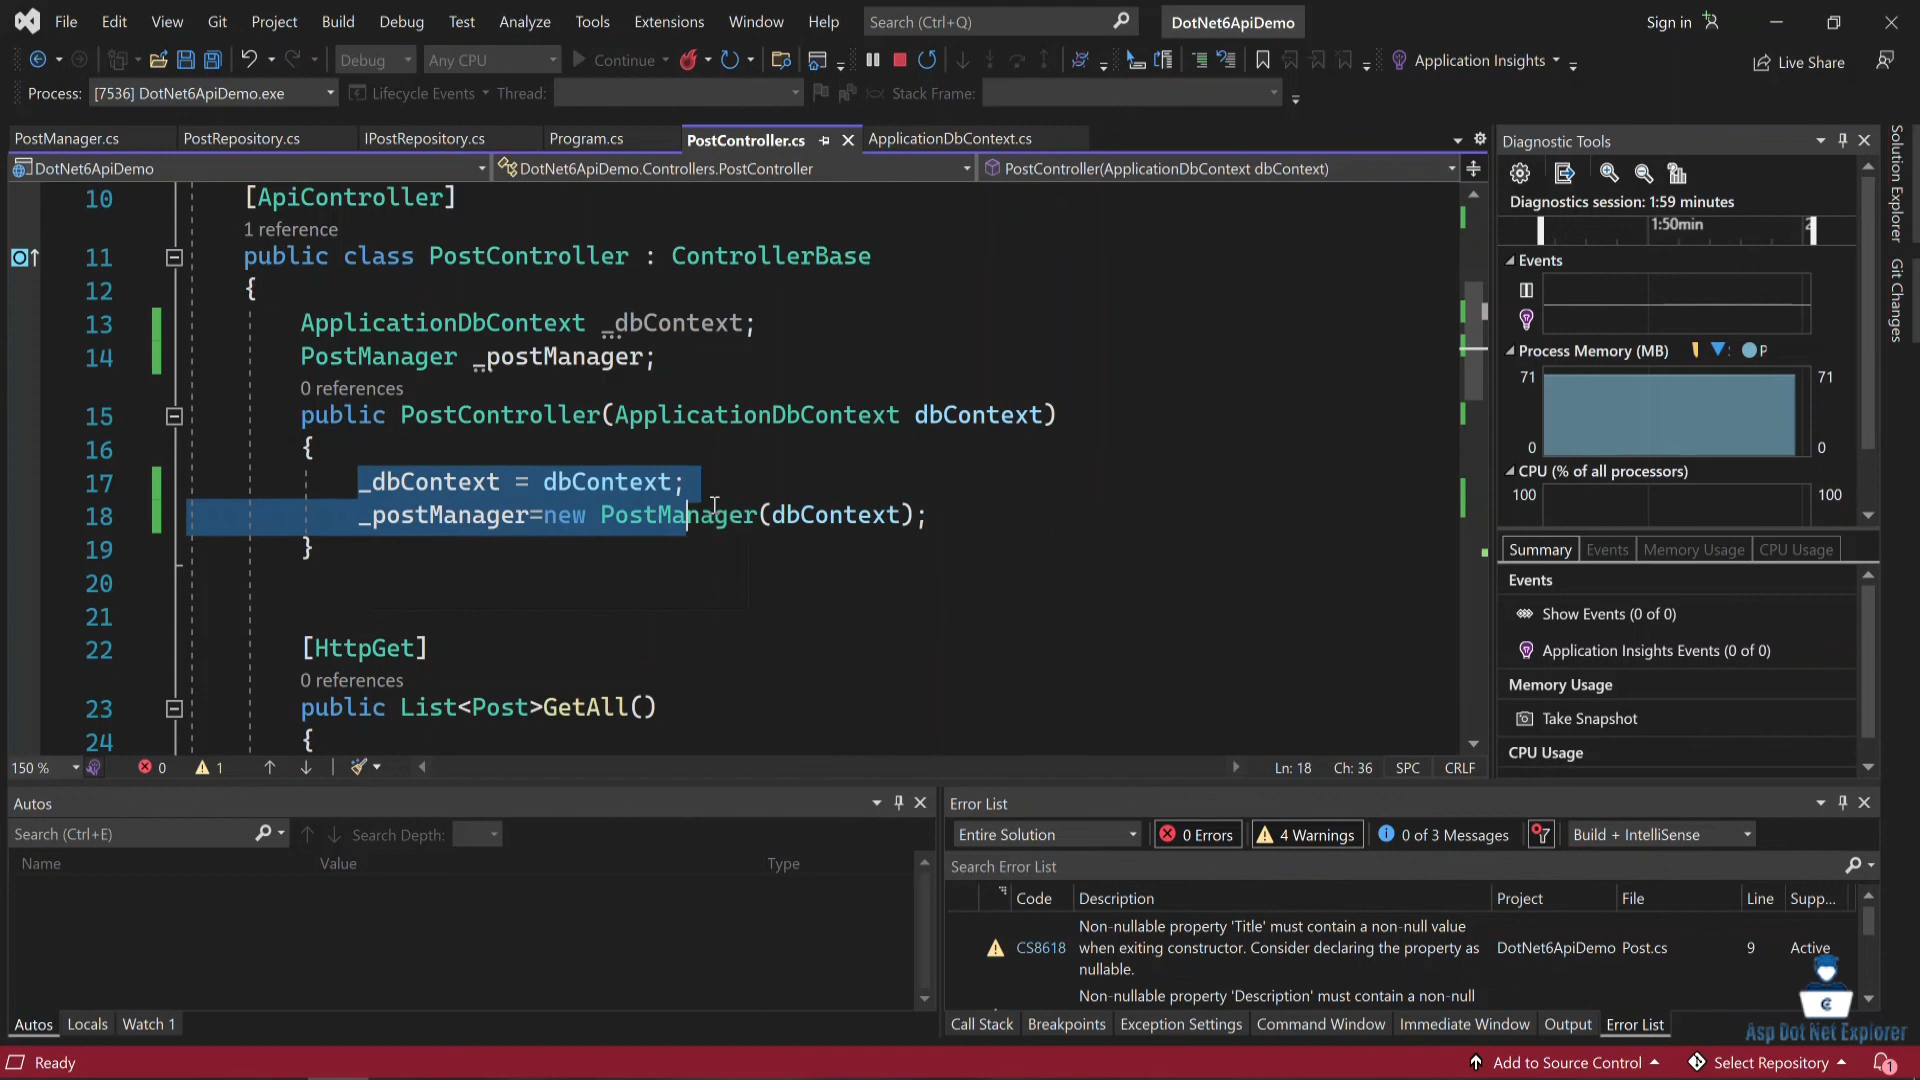 File Edit View Git Project Build Debug Test Analyze Tools Extensions Window Help Search (Ctrl+Q) DotNet6ApiDemo Sign in
Debug Any CPU Continue Application Insights Live Share
Process: [7536] DotNet6ApiDemo.exe Lifecycle Events Thread: Stack Frame:
PostManager.cs PostRepository.cs IPostRepository.cs Program.cs PostController.cs ApplicationDbContext.cs
DotNet6ApiDemo DotNet6ApiDemo.Controllers.PostController PostController(ApplicationDbContext dbContext)
10 [ApiController]
1 reference
11 public class PostController : ControllerBase
12 {
13 ApplicationDbContext _dbContext;
14 PostManager _postManager;
0 references
15 public PostController(ApplicationDbContext dbContext)
16 {
17 _dbContext = dbContext;
18 _postManager=new PostManager(dbContext);
19 }
20
21
22 [HttpGet]
0 references
23 public List<Post>GetAll()
24 {
150 % 0 1 Ln: 18 Ch: 36 SPC CRLF
Diagnostic Tools
Diagnostics session: 1:59 minutes
1:50min 2
Events
Process Memory (MB) P
71 71
0 0
CPU (% of all processors)
100 100
Summary Events Memory Usage CPU Usage
Events
Show Events (0 of 0)
Application Insights Events (0 of 0)
Memory Usage
Take Snapshot
CPU Usage
Solution Explorer
Git Changes
Autos
Search (Ctrl+E) Search Depth:
Name Value Type
Autos Locals Watch 1
Error List
Entire Solution 0 Errors 4 Warnings 0 of 3 Messages Build + IntelliSense
Search Error List
Code Description Project File Line Supp...
CS8618 Non-nullable property 'Title' must contain a non-null value
when exiting constructor. Consider declaring the property as DotNet6ApiDemo Post.cs 9 Active
nullable.
Non-nullable property 'Description' must contain a non-null
Call Stack Breakpoints Exception Settings Command Window Immediate Window Output Error List
Asp Dot Net Explorer
Ready Add to Source Control Select Repository 1